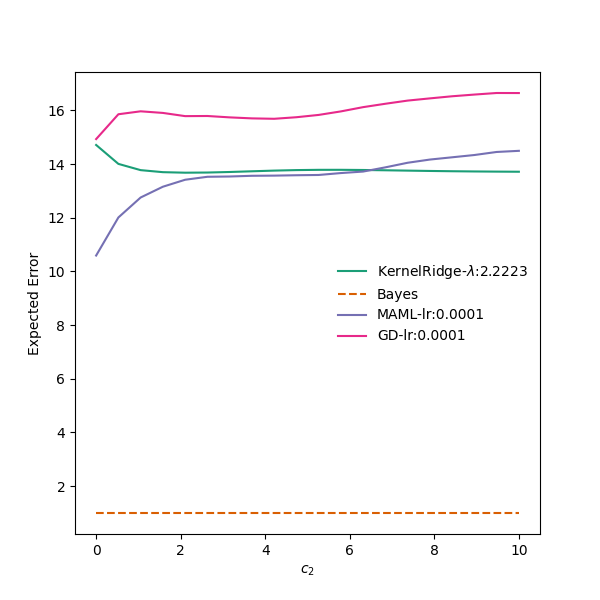 16
14
12
10
8
6
4
2
Expected Error
KernelRidge-λ:2.2223
Bayes
MAML-lr:0.0001
GD-lr:0.0001
0 2 4 6 8 10
c₂